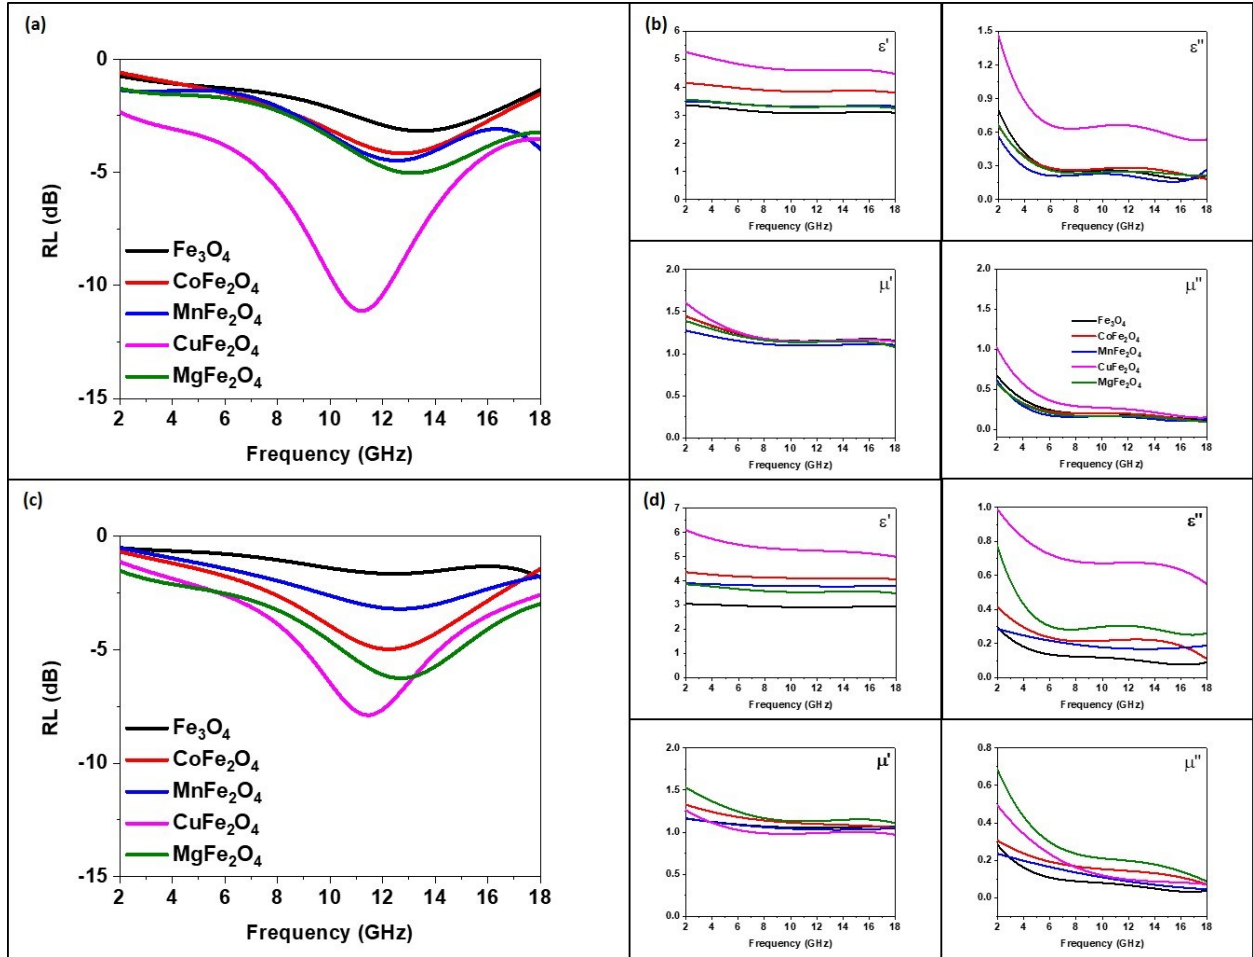 (a)
0
-5
-10
-15
RL (dB)
Fe₃O₄
CoFe₂O₄
MnFe₂O₄
CuFe₂O₄
MgFe₂O₄
2 4 6 8 10 12 14 16 18
Frequency (GHz)
(b)
ε'
6
5
4
3
2
1
0
2 4 6 8 10 12 14 16 18
Frequency (GHz)
ε"
1.5
1.2
0.9
0.6
0.3
0.0
2 4 6 8 10 12 14 16 18
Frequency (GHz)
μ'
2.0
1.5
1.0
0.5
0.0
2 4 6 8 10 12 14 16 18
Frequency (GHz)
μ"
2.0
1.5
1.0
0.5
0.0
Fe₃O₄
CoFe₂O₄
MnFe₂O₄
CuFe₂O₄
MgFe₂O₄
2 4 6 8 10 12 14 16 18
Frequency (GHz)
(c)
0
-5
-10
-15
RL (dB)
Fe₃O₄
CoFe₂O₄
MnFe₂O₄
CuFe₂O₄
MgFe₂O₄
2 4 6 8 10 12 14 16 18
Frequency (GHz)
(d)
ε'
7
6
5
4
3
2
1
0
2 4 6 8 10 12 14 16 18
Frequency (GHz)
ε"
1.0
0.8
0.6
0.4
0.2
0.0
2 4 6 8 10 12 14 16 18
Frequency (GHz)
μ'
2.0
1.5
1.0
0.5
0.0
2 4 6 8 10 12 14 16 18
Frequency (GHz)
μ"
0.8
0.6
0.4
0.2
0.0
2 4 6 8 10 12 14 16 18
Frequency (GHz)